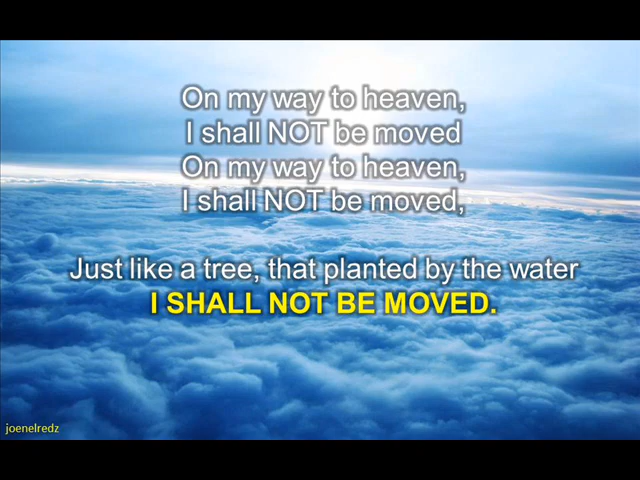 On my way to heaven,
I shall NOT be moved
On my way to heaven,
I shall NOT be moved,
Just like a tree, that planted by the water
I SHALL NOT BE MOVED.
joenelredz